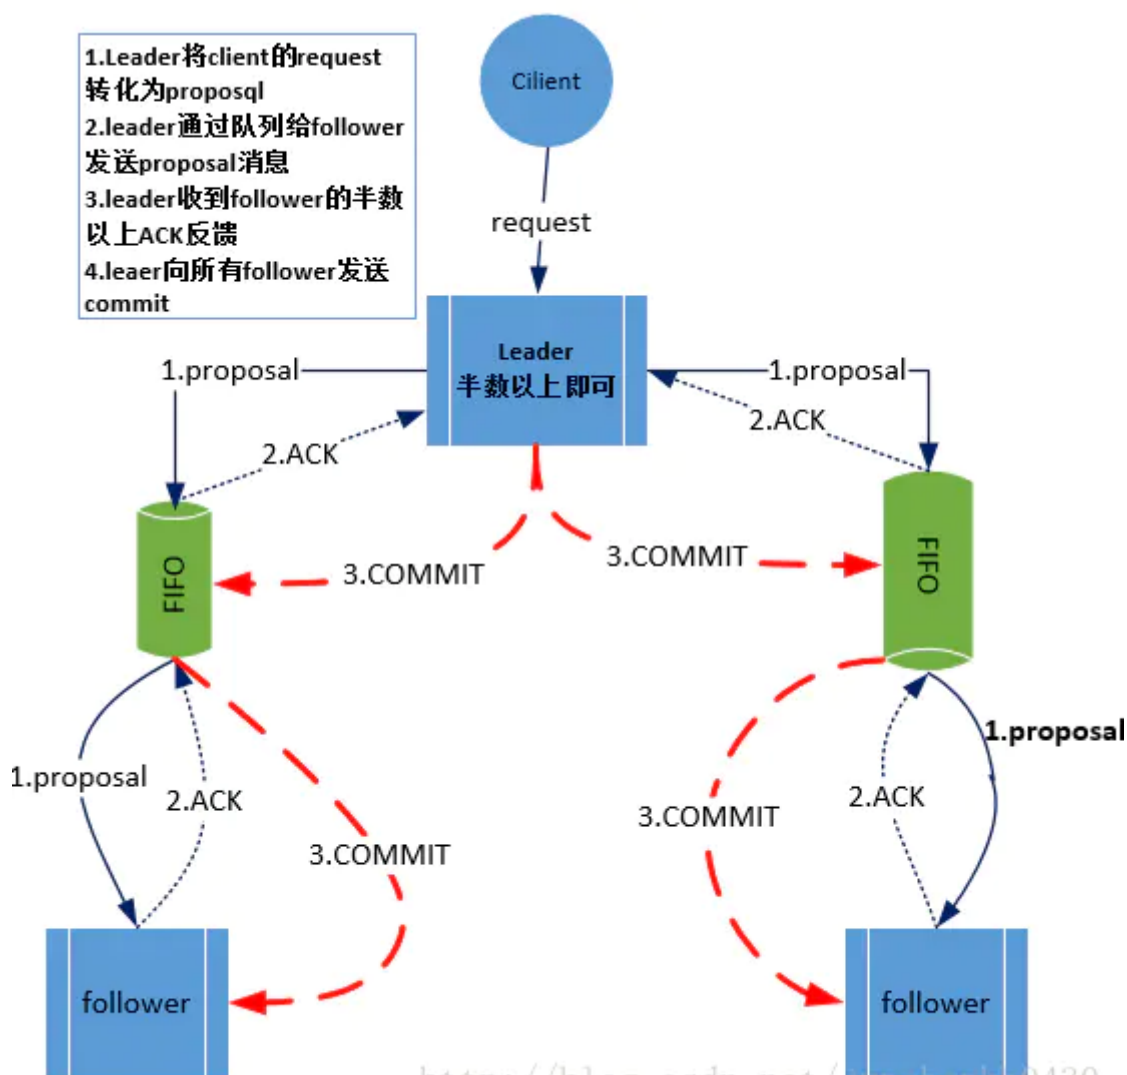 1.Leader将client的request
转化为proposql
2.leader通过队列给follower
发送proposal消息
3.leader收到follower的半数
以上ACK反馈
4.leaer向所有follower发送
commit
Cilient
request
Leader
半数以上即可
1.proposal
1.proposal
2.ACK
2.ACK
FIFO
FIFO
3.COMMIT
3.COMMIT
1.proposal
1.proposal
2.ACK
2.ACK
3.COMMIT
3.COMMIT
follower
follower